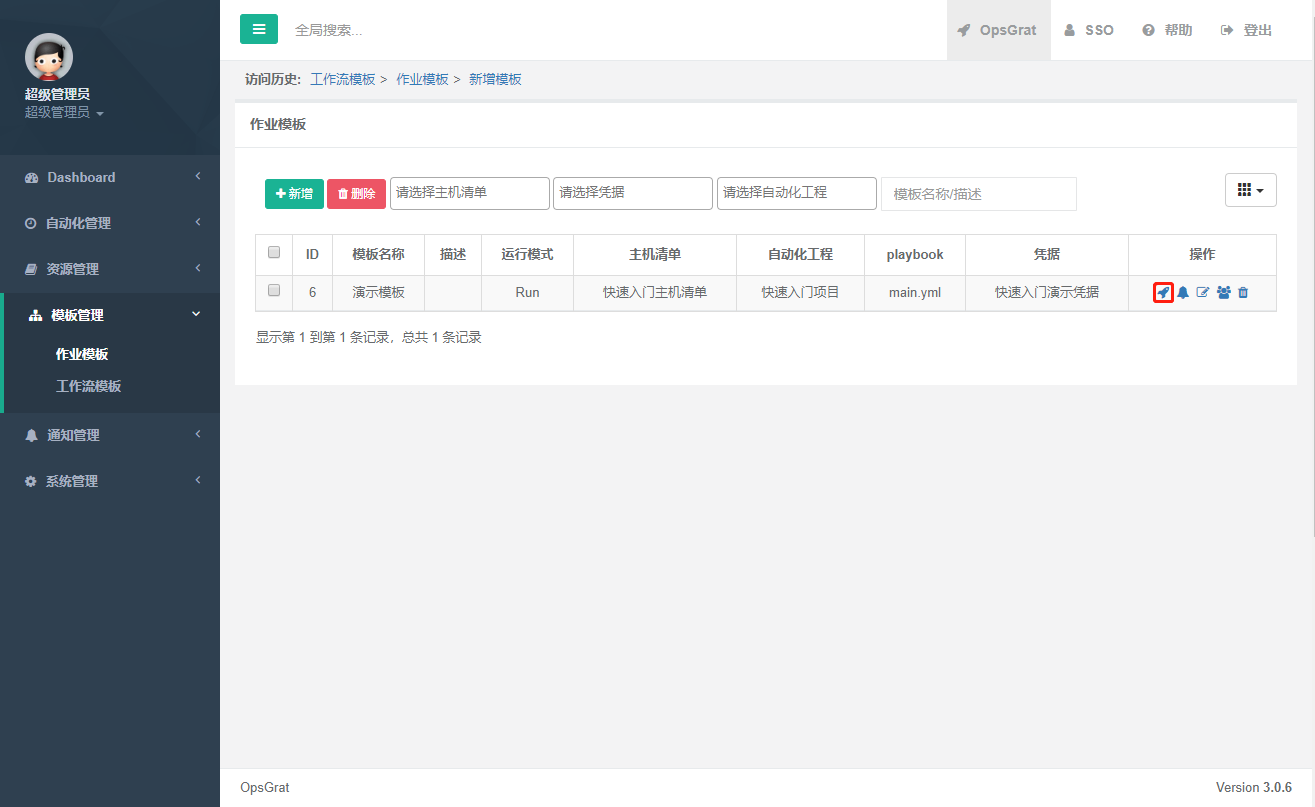 超级管理员
超级管理员
Dashboard
自动化管理
资源管理
模板管理
作业模板
工作流模板
通知管理
系统管理
全局搜索...
OpsGrat SSO 帮助 登出
访问历史: 工作流模板 > 作业模板 > 新增模板
作业模板
新增 删除 请选择主机清单 请选择凭据 请选择自动化工程 模板名称/描述
ID 模板名称 描述 运行模式 主机清单 自动化工程 playbook 凭据 操作
6 演示模板 Run 快速入门主机清单 快速入门项目 main.yml 快速入门演示凭据
显示第 1 到第 1 条记录，总共 1 条记录
OpsGrat Version 3.0.6